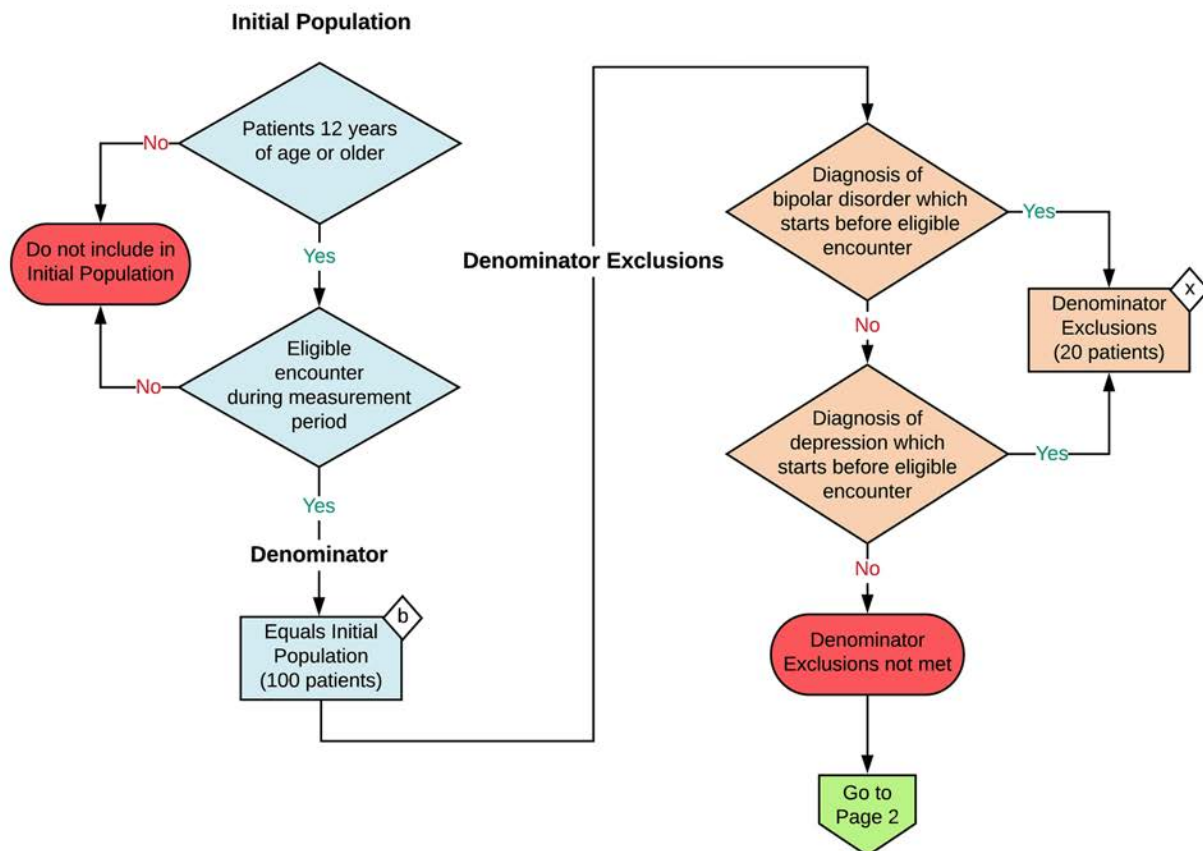 Initial Population
Patients 12 years
of age or older
No
Do not include in
Initial Population
Yes
Eligible
encounter
during measurement
period
No
Yes
Denominator
b
Equals Initial
Population
(100 patients)
Denominator Exclusions
Diagnosis of
bipolar disorder which
starts before eligible
encounter
Yes
x
Denominator
Exclusions
(20 patients)
No
Diagnosis of
depression which
starts before eligible
encounter
Yes
No
Denominator
Exclusions not met
Go to
Page 2